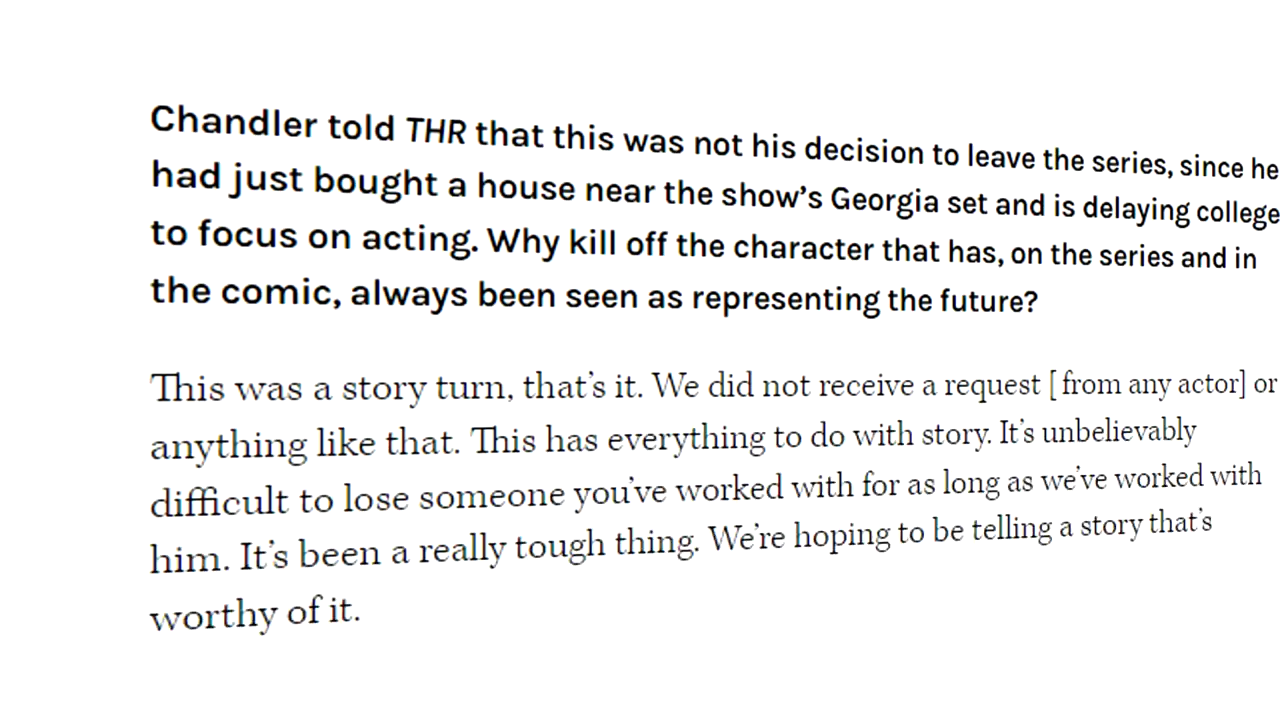 Chandler told THR that this was not his decision to leave the series, since he
had just bought a house near the show’s Georgia set and is delaying college
to focus on acting. Why kill off the character that has, on the series and in
the comic, always been seen as representing the future?
This was a story turn, that’s it. We did not receive a request [from any actor] or
anything like that. This has everything to do with story. It’s unbelievably
difficult to lose someone you’ve worked with for as long as we’ve worked with
him. It’s been a really tough thing. We’re hoping to be telling a story that’s
worthy of it.